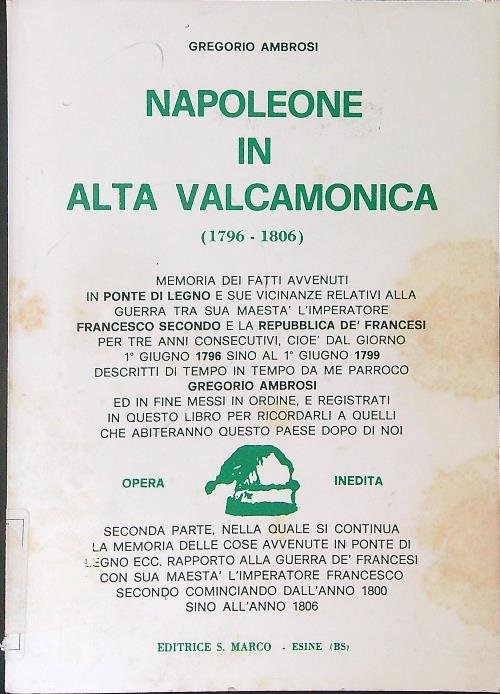 GREGORIO AMBROSI
NAPOLEONE
IN
ALTA VALCAMONICA
(1796 - 1806)
MEMORIA DEI FATTI AVVENUTI
IN PONTE DI LEGNO E SUE VICINANZE RELATIVI ALLA
GUERRA TRA SUA MAESTA' L'IMPERATORE
FRANCESCO SECONDO E LA REPUBBLICA DE' FRANCESI
PER TRE ANNI CONSECUTIVI, CIOE' DAL GIORNO
1° GIUGNO 1796 SINO AL 1° GIUGNO 1799
DESCRITTI DI TEMPO IN TEMPO DA ME PARROCO
GREGORIO AMBROSI
ED IN FINE MESSI IN ORDINE, E REGISTRATI
IN QUESTO LIBRO PER RICORDARLI A QUELLI
CHE ABITERANNO QUESTO PAESE DOPO DI NOI
OPERA INEDITA
SECONDA PARTE, NELLA QUALE SI CONTINUA
LA MEMORIA DELLE COSE AVVENUTE IN PONTE DI
LEGNO ECC. RAPPORTO ALLA GUERRA DE' FRANCESI
CON SUA MAESTA' L'IMPERATORE FRANCESCO
SECONDO COMINCIANDO DALL'ANNO 1800
SINO ALL'ANNO 1806
EDITRICE S. MARCO - ESINE (BS)